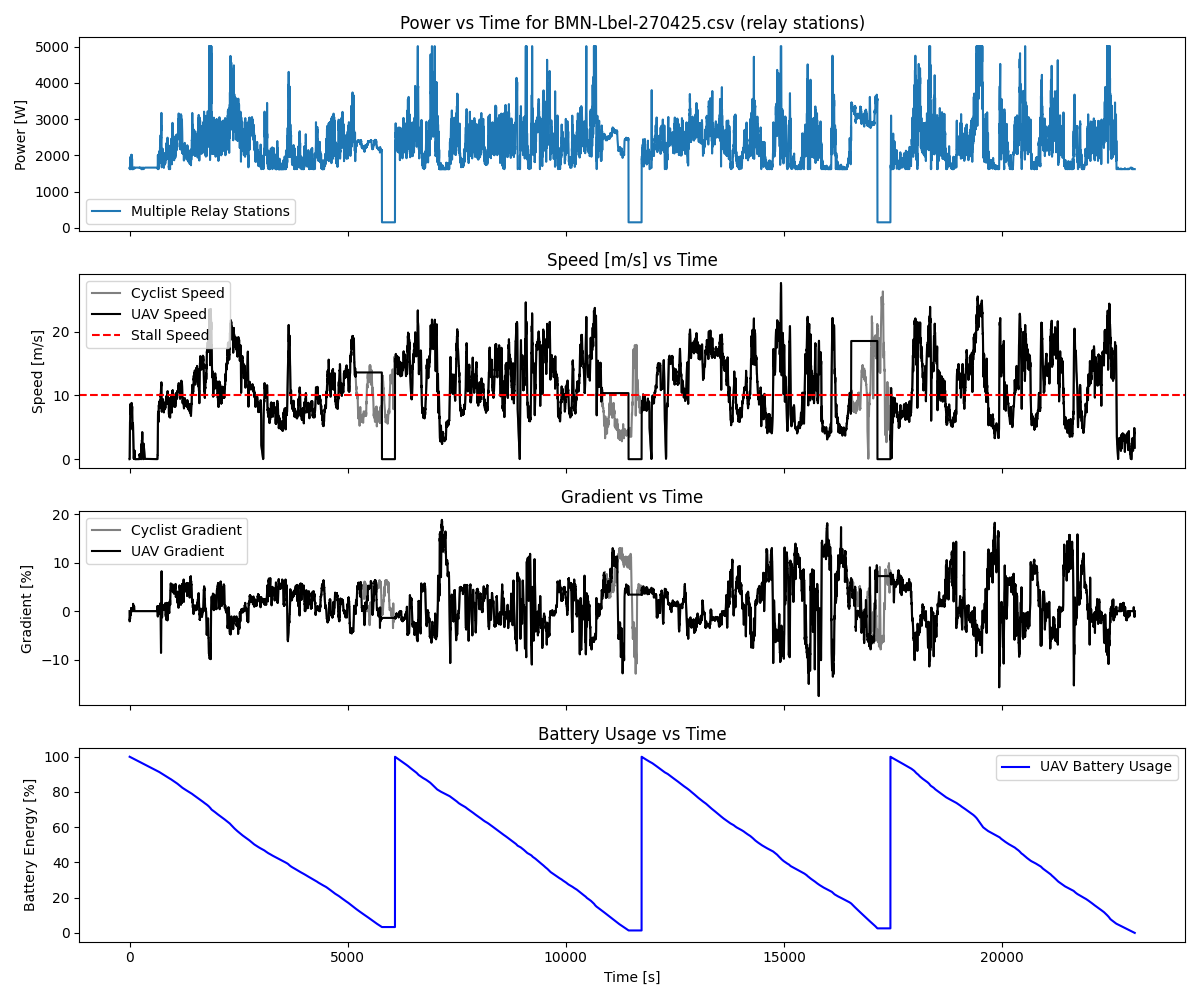 Power vs Time for BMN-Lbel-270425.csv (relay stations)
5000
4000
3000
2000
1000
0
Power [W]
Multiple Relay Stations
Speed [m/s] vs Time
20
10
0
Speed [m/s]
Cyclist Speed
UAV Speed
Stall Speed
Gradient vs Time
20
10
0
−10
Gradient [%]
Cyclist Gradient
UAV Gradient
Battery Usage vs Time
100
80
60
40
20
0
Battery Energy [%]
UAV Battery Usage
0 5000 10000 15000 20000
Time [s]